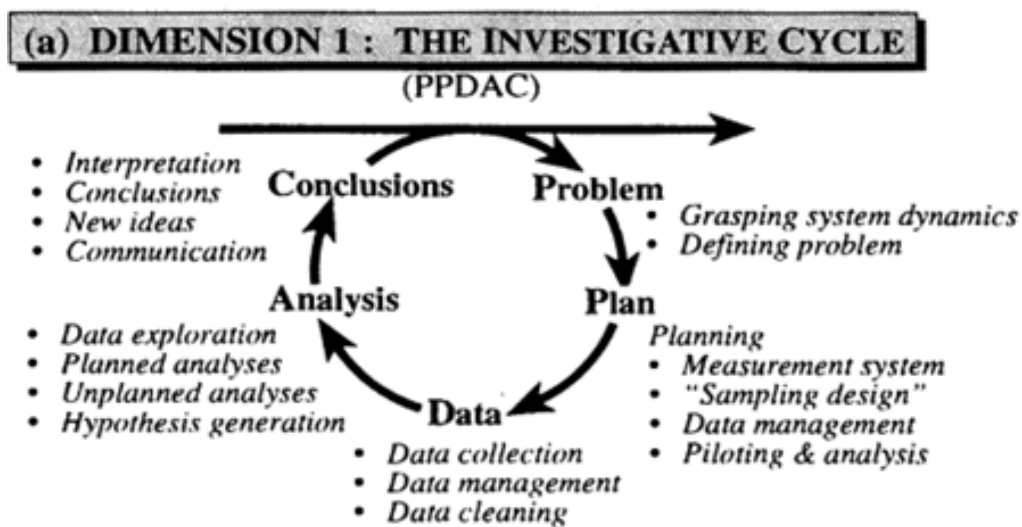 (a) DIMENSION 1 : THE INVESTIGATIVE CYCLE
(PPDAC)
• Interpretation
• Conclusions
• New ideas
• Communication
Conclusions
Problem
• Grasping system dynamics
• Defining problem
Analysis
• Data exploration
• Planned analyses
• Unplanned analyses
• Hypothesis generation
Plan
Planning
• Measurement system
• “Sampling design”
• Data management
• Piloting & analysis
Data
• Data collection
• Data management
• Data cleaning